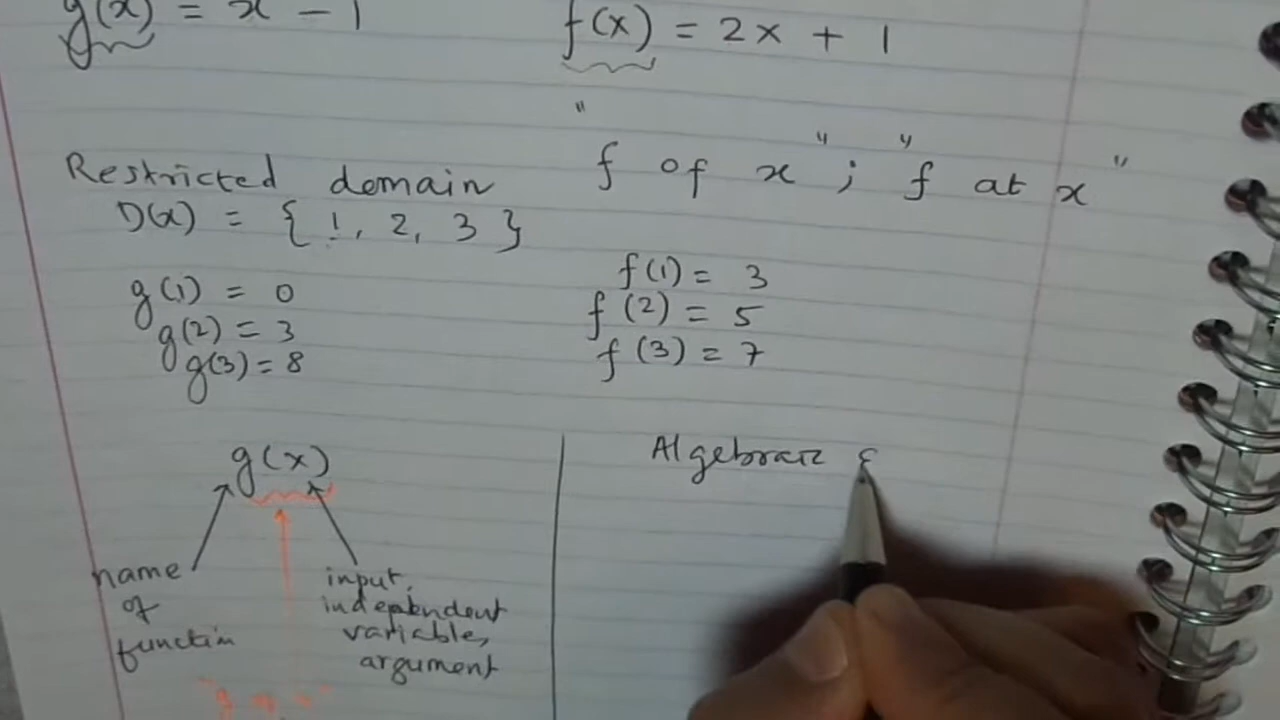 g(x) = x - 1
f(x) = 2x + 1
"f of x" ; "f at x"
Restricted domain
D(x) = { 1, 2, 3 }
g(1) = 0
g(2) = 3
g(3) = 8
f(1) = 3
f(2) = 5
f(3) = 7
g(x)
name
of
function
input,
independent
variable,
argument
Algebraic